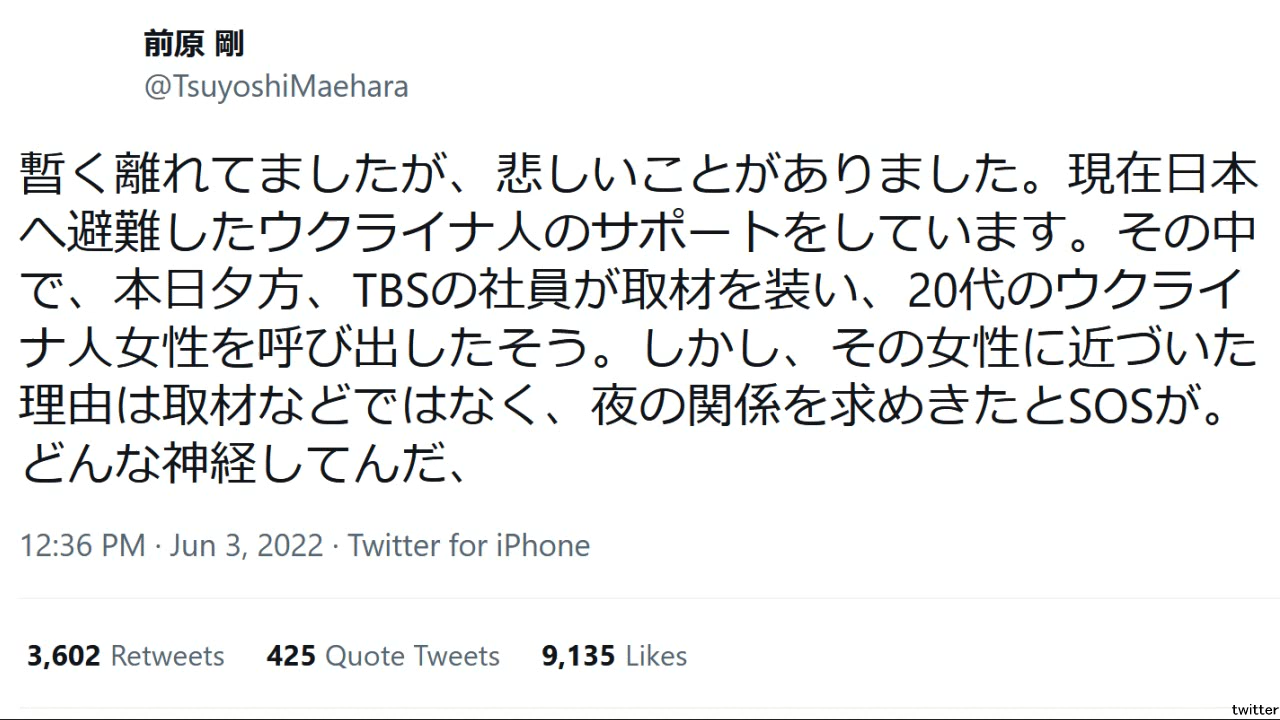 前原 剛
@TsuyoshiMaehara
暫く離れてましたが、悲しいことがありました。現在日本
へ避難したウクライナ人のサポートをしています。その中
で、本日夕方、TBSの社員が取材を装い、20代のウクライ
ナ人女性を呼び出したそう。しかし、その女性に近づいた
理由は取材などではなく、夜の関係を求めきたとSOSが。
どんな神経してんだ、
12:36 PM · Jun 3, 2022 · Twitter for iPhone
3,602 Retweets 425 Quote Tweets 9,135 Likes
twitter